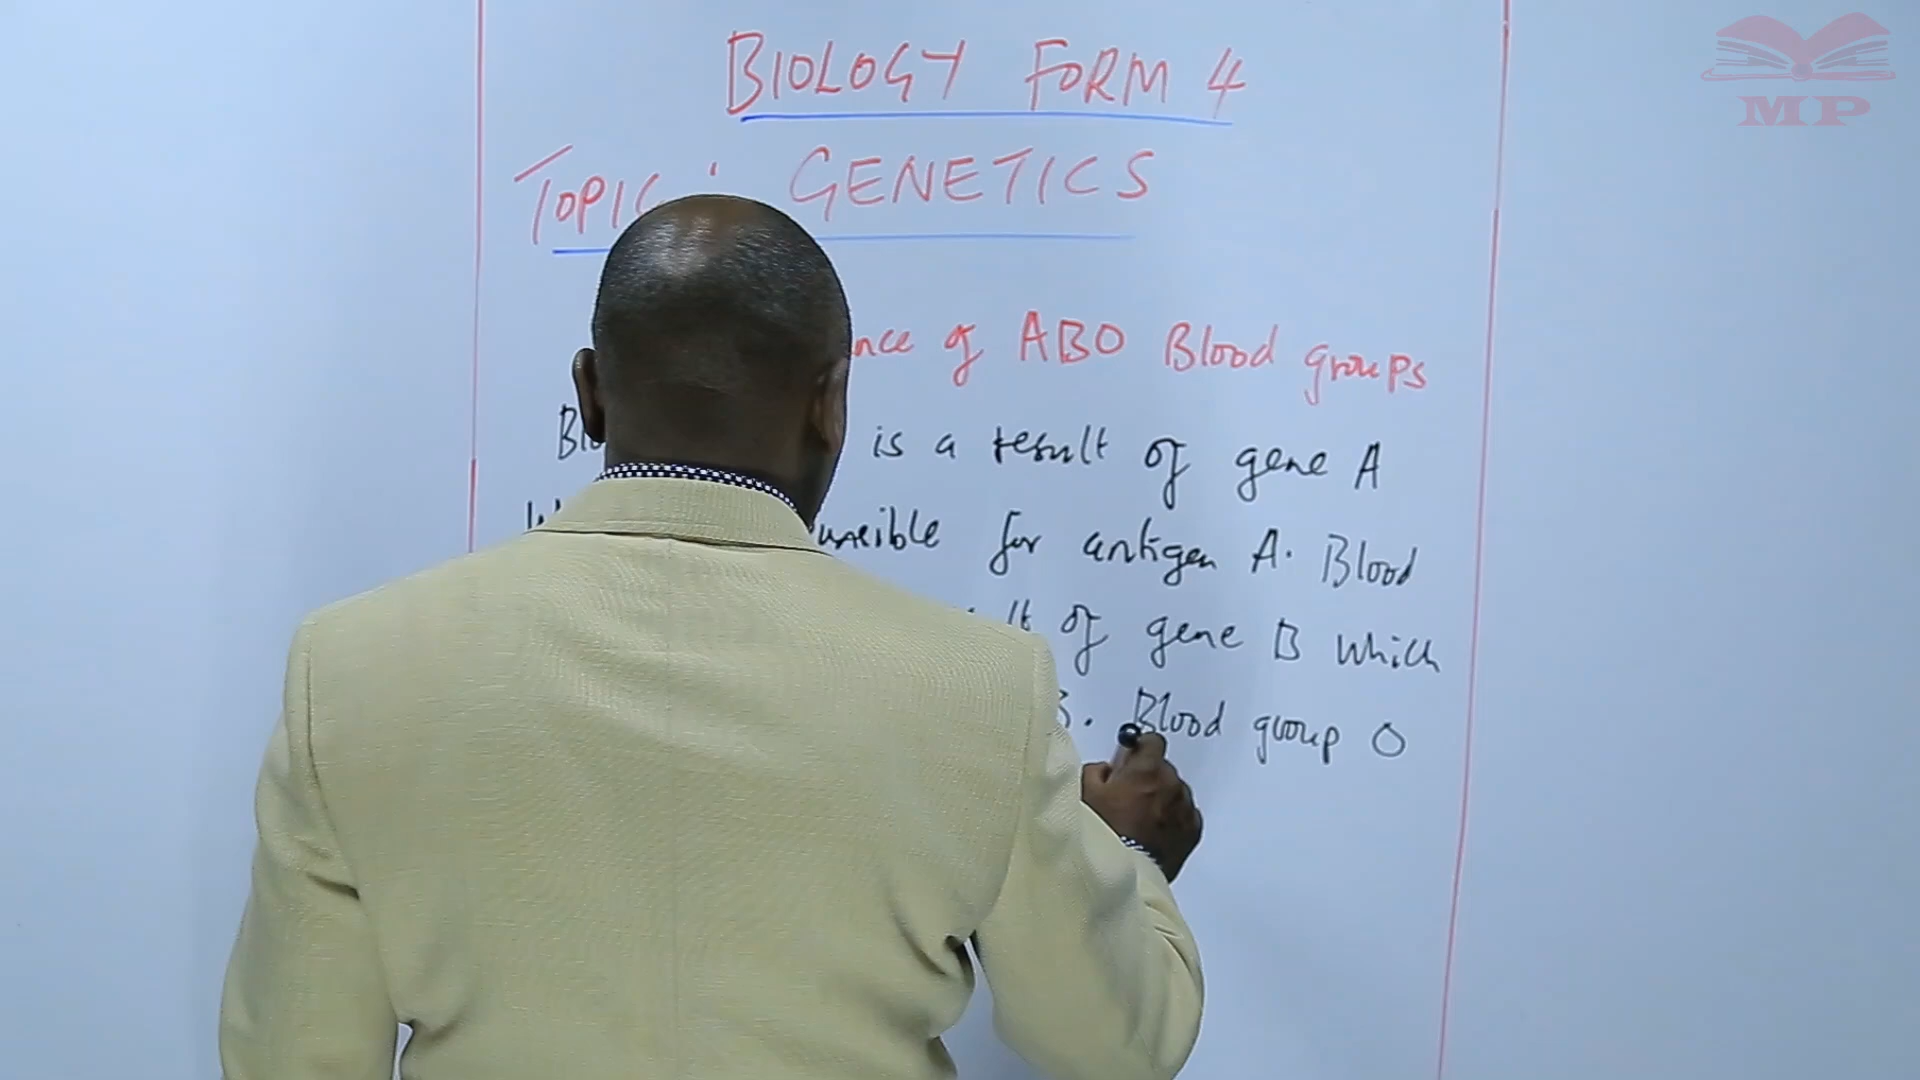 BIOLOGY FORM 4
TOPIC: GENETICS
of ABO Blood groups
is a result of gene A
for antigen A. Blood
of gene B which
B. Blood group O
MP